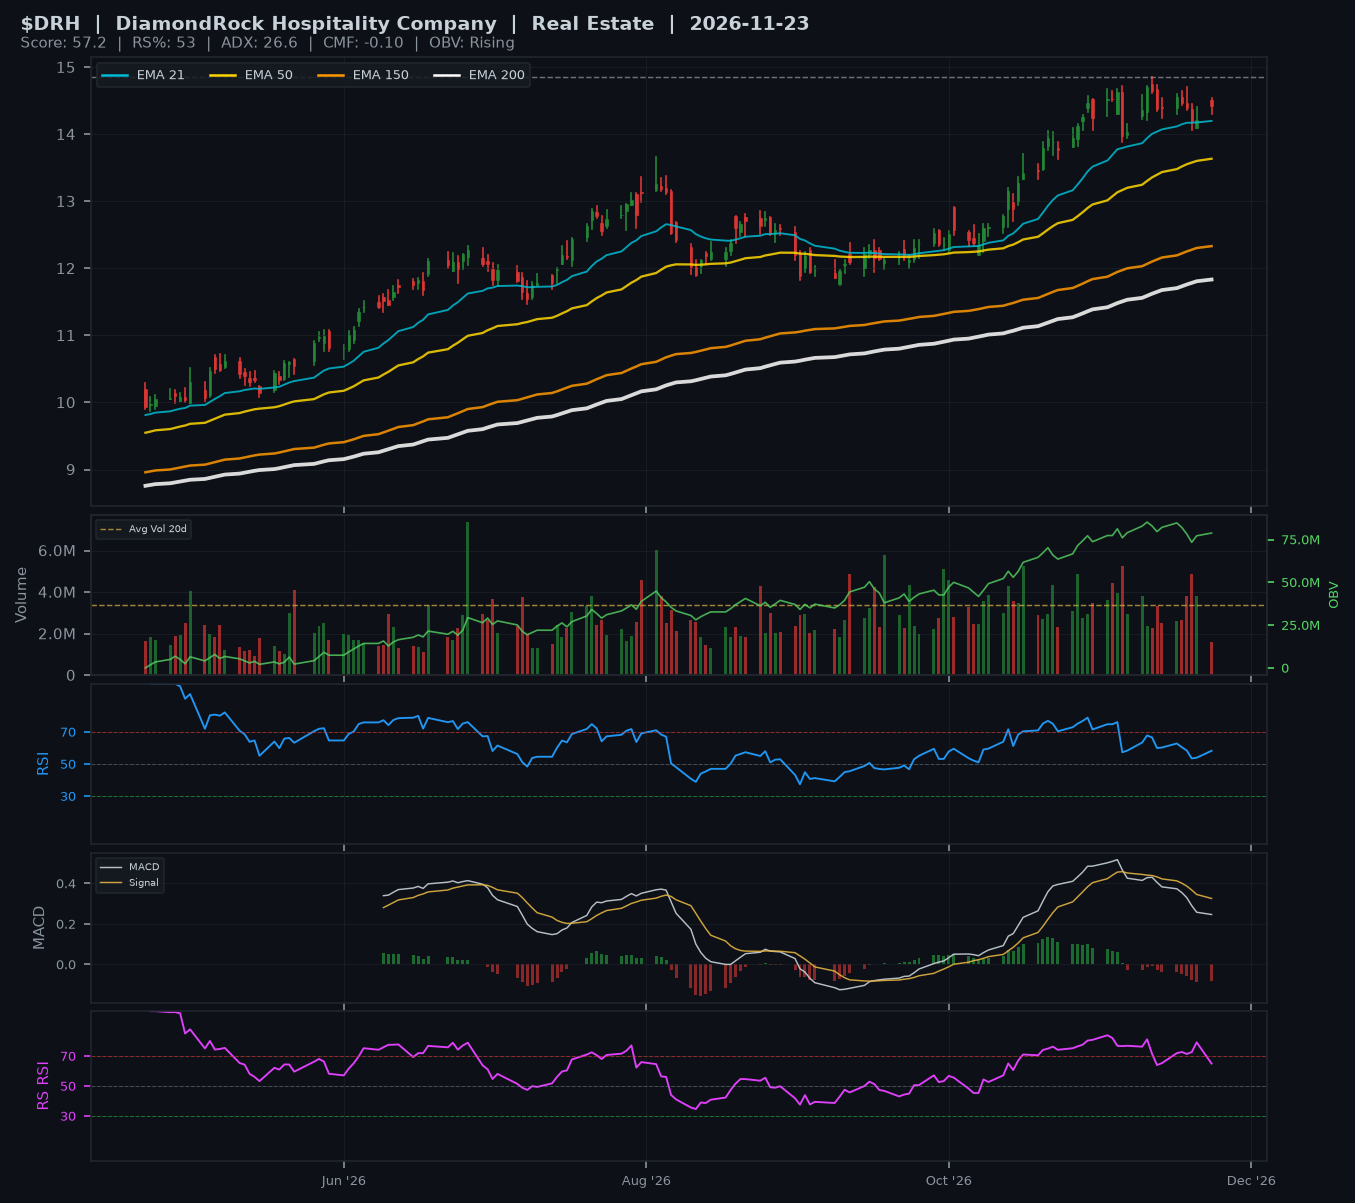 $DRH | DiamondRock Hospitality Company | Real Estate | 2026-11-23
Score: 57.2 | RS%: 53 | ADX: 26.6 | CMF: -0.10 | OBV: Rising
EMA 21 EMA 50 EMA 150 EMA 200
15
14
13
12
11
10
9
Avg Vol 20d
Volume
6.0M
4.0M
2.0M
0
75.0M
50.0M
25.0M
0
OBV
RSI
70
50
30
MACD
Signal
MACD
0.4
0.2
0.0
RS RSI
70
50
30
Jun '26 Aug '26 Oct '26 Dec '26